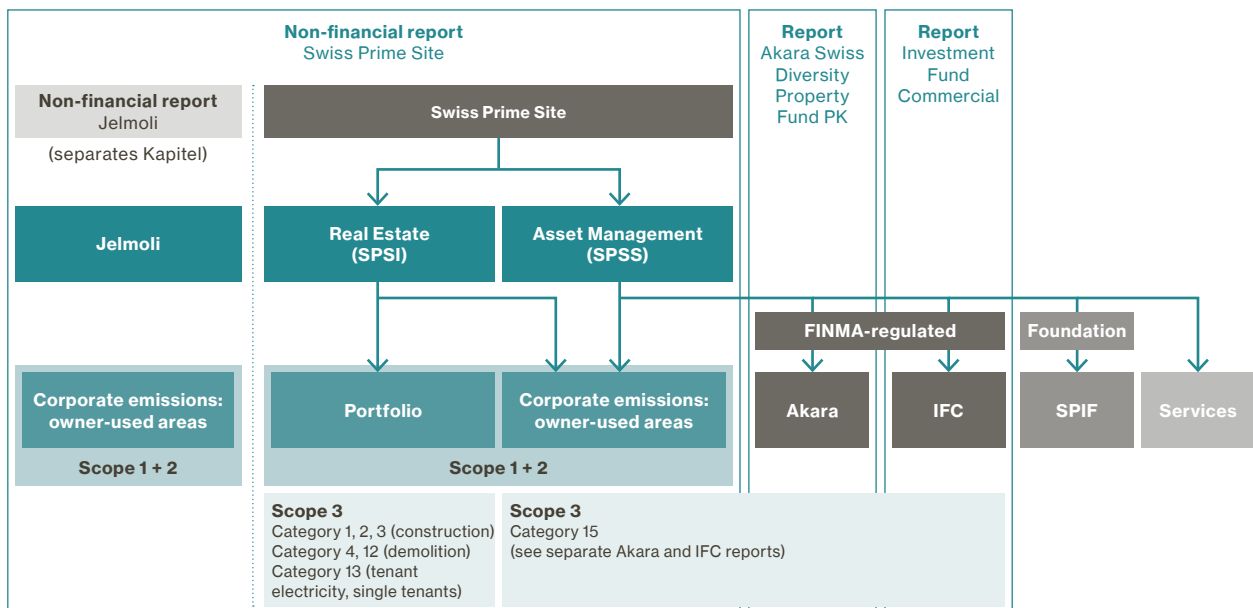 Non-financial report
Swiss Prime Site
Report
Akara Swiss
Diversity
Property
Fund PK
Report
Investment
Fund
Commercial
Non-financial report
Jelmoli
(separates Kapitel)
Swiss Prime Site
Jelmoli
Real Estate
(SPSI)
Asset Management
(SPSS)
FINMA-regulated
Foundation
Corporate emissions:
owner-used areas
Portfolio
Corporate emissions:
owner-used areas
Akara
IFC
SPIF
Services
Scope 1 + 2
Scope 1 + 2
Scope 3
Category 1, 2, 3 (construction)
Category 4, 12 (demolition)
Category 13 (tenant
electricity, single tenants)
Scope 3
Category 15
(see separate Akara and IFC reports)